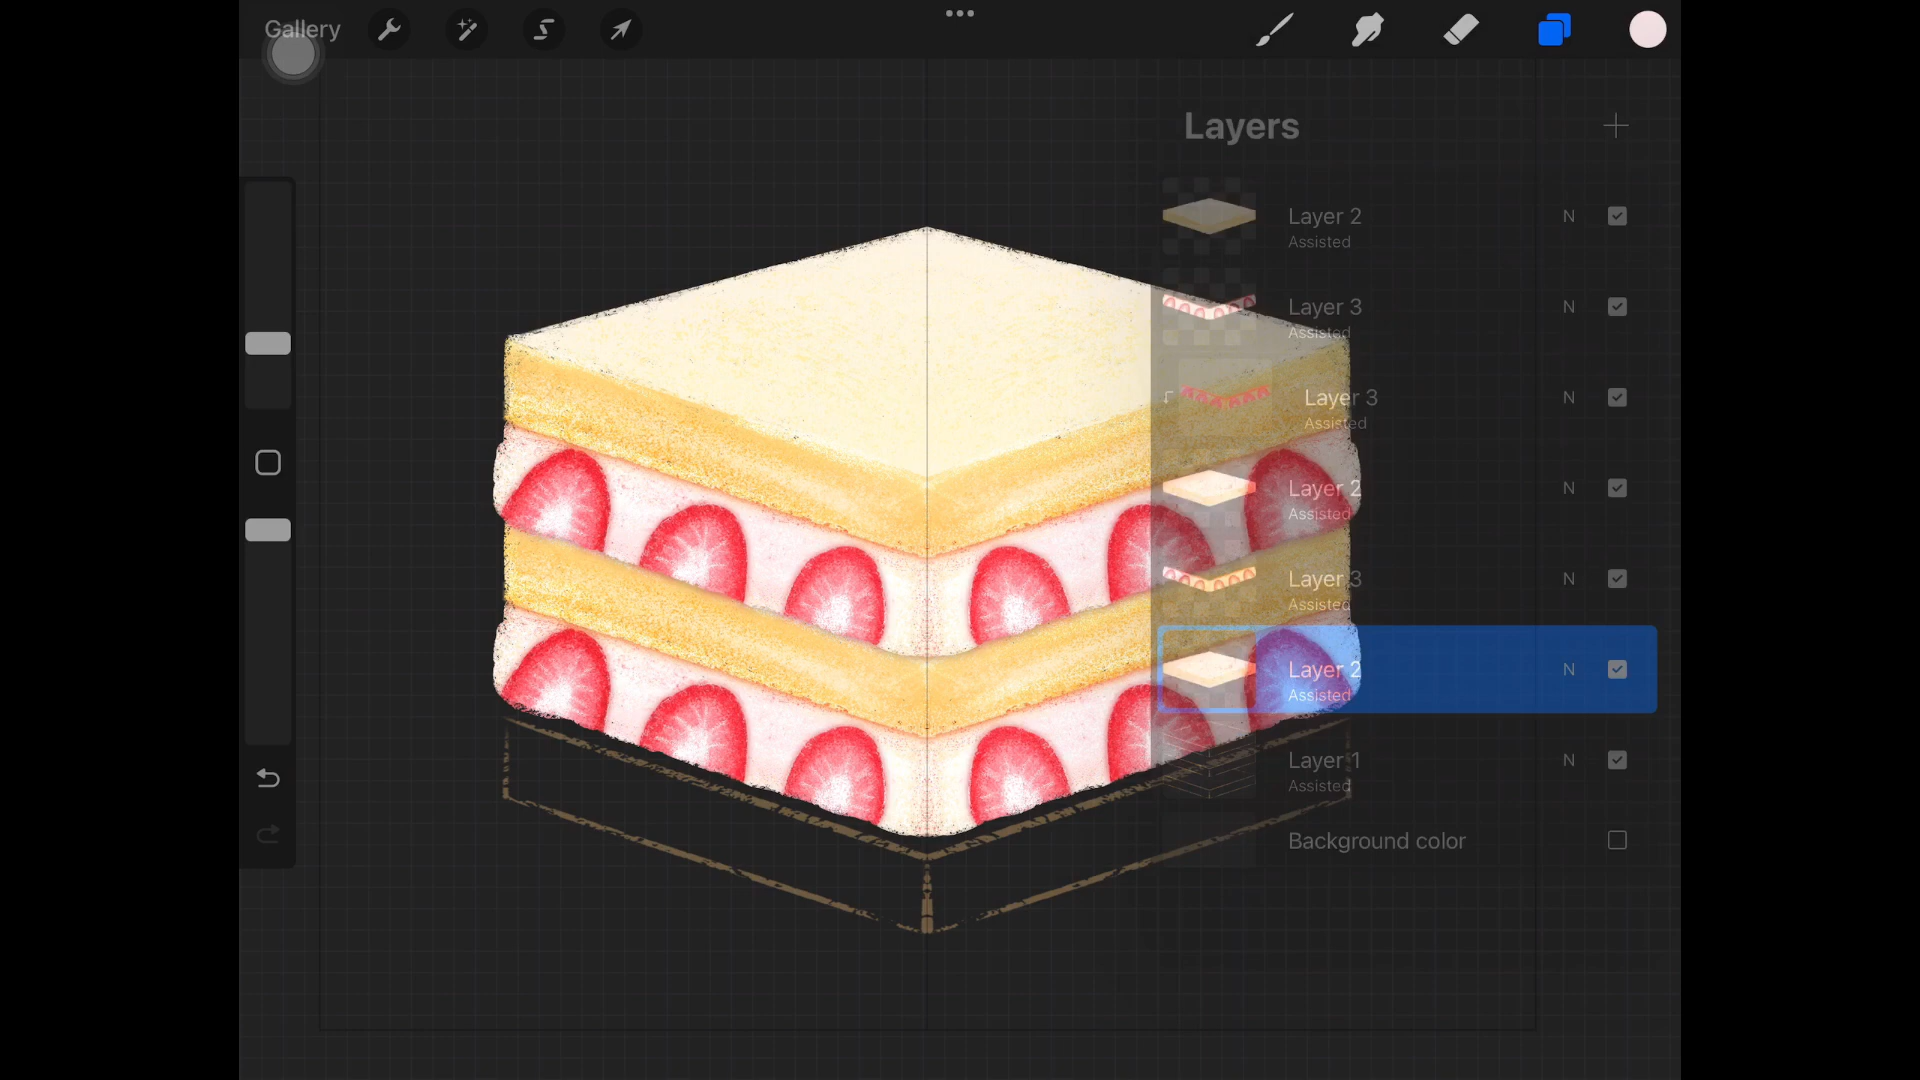 Gallery
Layers
Layer 2
N
Assisted
Layer 3
N
Assisted
Layer 3
N
Assisted
Layer 2
N
Assisted
Layer 3
N
Assisted
Layer 2
N
Assisted
Layer 1
N
Assisted
Background color